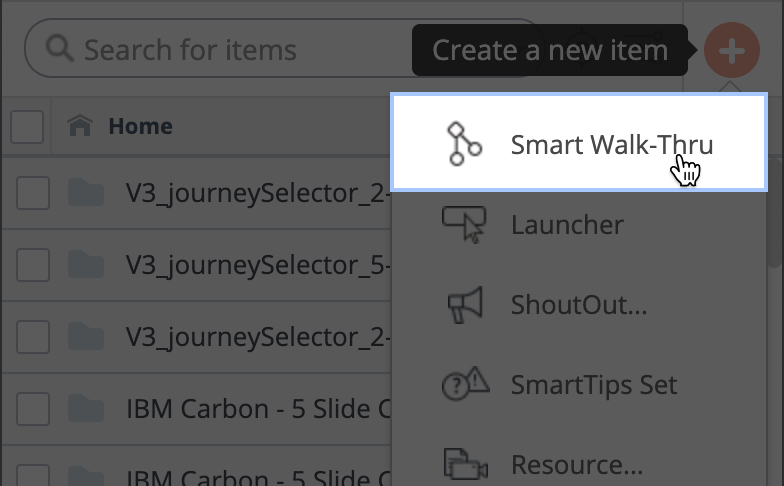 Search for items
Create a new item
Home
Smart Walk-Thru
V3_journeySelector_2-
Launcher
V3_journeySelector_5-
ShoutOut...
V3_journeySelector_2-
SmartTips Set
IBM Carbon - 5 Slide C
Resource...
IBM Carbon - 5 Slide C